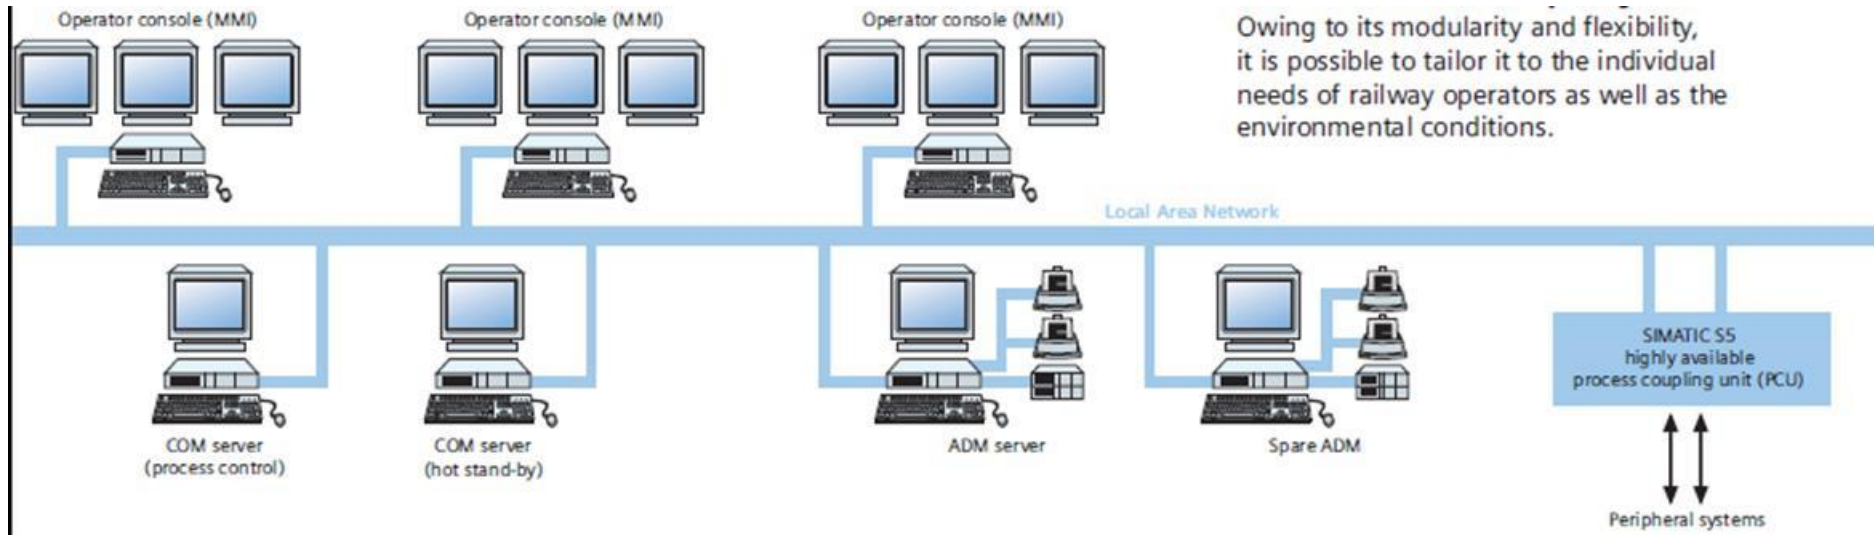 Operator console (MMI)
Operator console (MMI)
Operator console (MMI)
Owing to its modularity and flexibility,
it is possible to tailor it to the individual
needs of railway operators as well as the
environmental conditions.
Local Area Network
COM server
(process control)
COM server
(hot stand-by)
ADM server
Spare ADM
SIMATIC S5
highly available
process coupling unit (PCU)
Peripheral systems